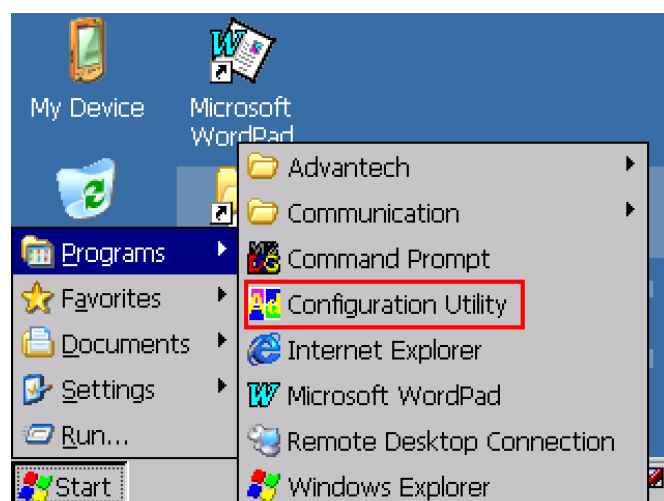 My Device
Microsoft
WordPad
Advantech
Communication
Command Prompt
Configuration Utility
Internet Explorer
Microsoft WordPad
Remote Desktop Connection
Windows Explorer
Programs
Favorites
Documents
Settings
Run...
Start